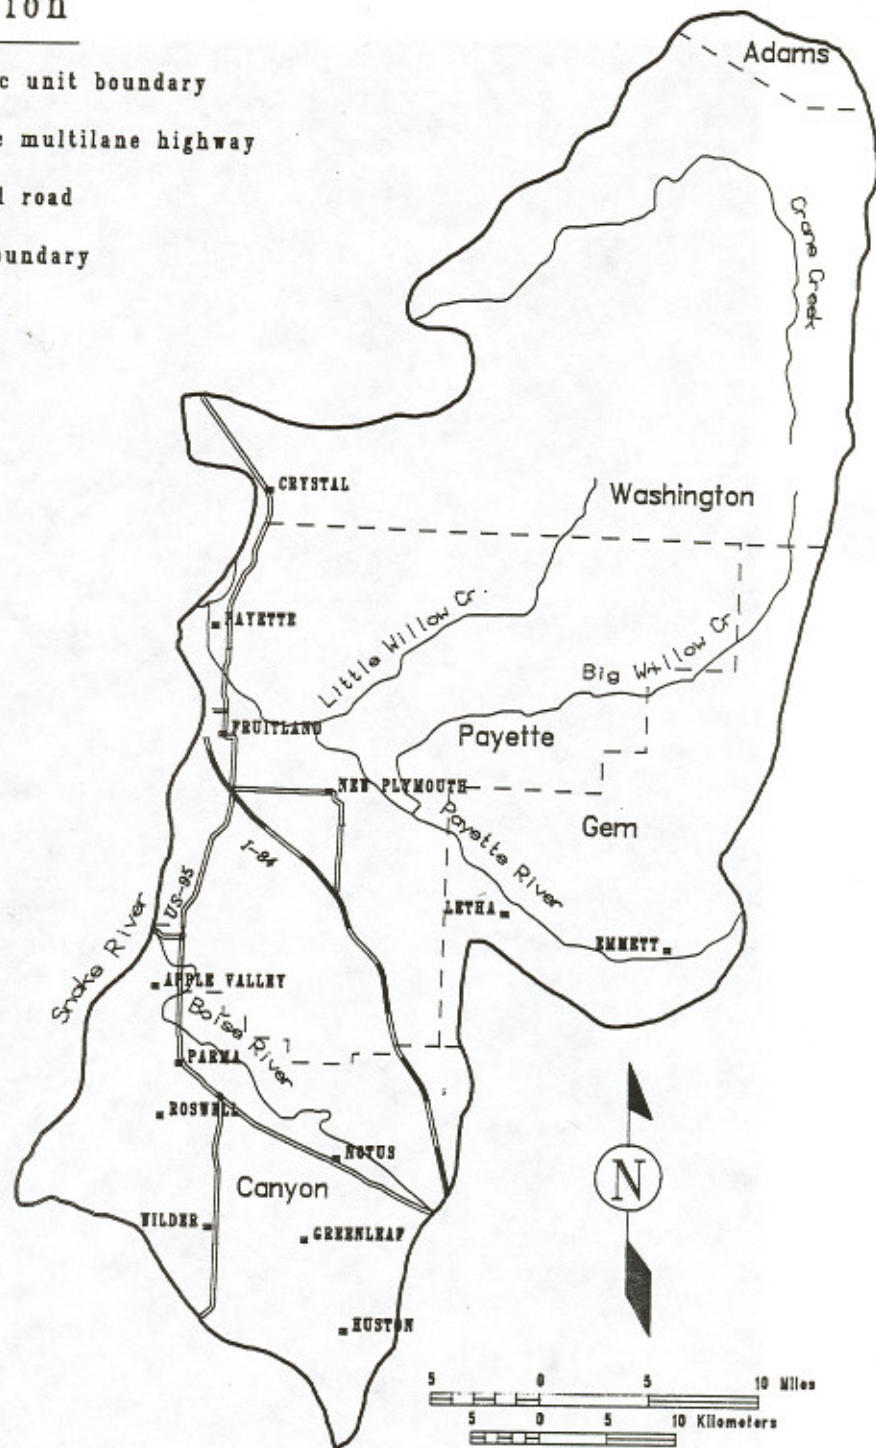 ion
c unit boundary
c multilane highway
l road
oundary
Adams
Crane Creek
CRYSTAL
Washington
PAYETTE
Little Willow Cr.
Big Willow Cr
FRUITLAND
Payette
NEW PLYMOUTH
Gem
Payette River
I-84
US-95
LETHA
Snake River
EMMETT
APPLE VALLEY
Boise River
PARMA
ROSWELL
NOTUS
N
Canyon
WILDER
GREENLEAF
HUSTON
5 0 5 10 Miles
5 0 5 10 Kilometers